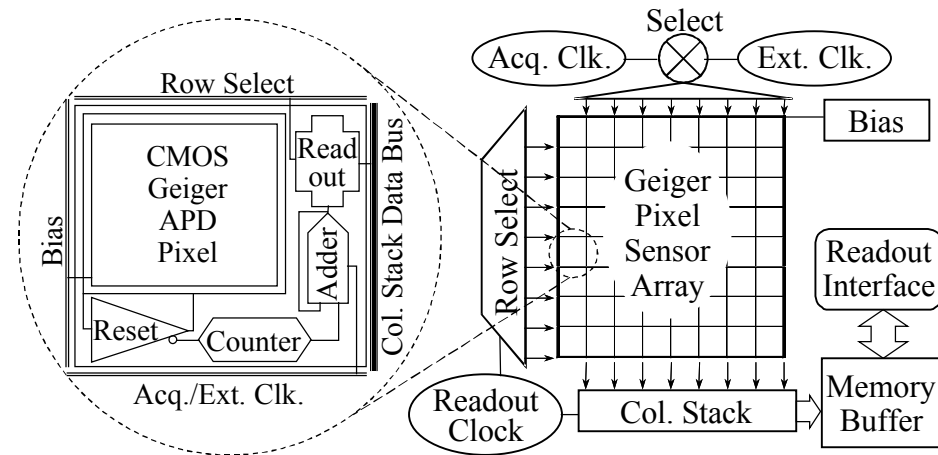 Row Select
CMOS
Geiger
APD
Pixel
Read
out
Bias
Adder
Col. Stack Data Bus
Reset
Counter
Acq./Ext. Clk.
Select
Acq. Clk.
Ext. Clk.
Bias
Row Select
Geiger
Pixel
Sensor
Array
Readout
Interface
Readout
Clock
Col. Stack
Memory
Buffer